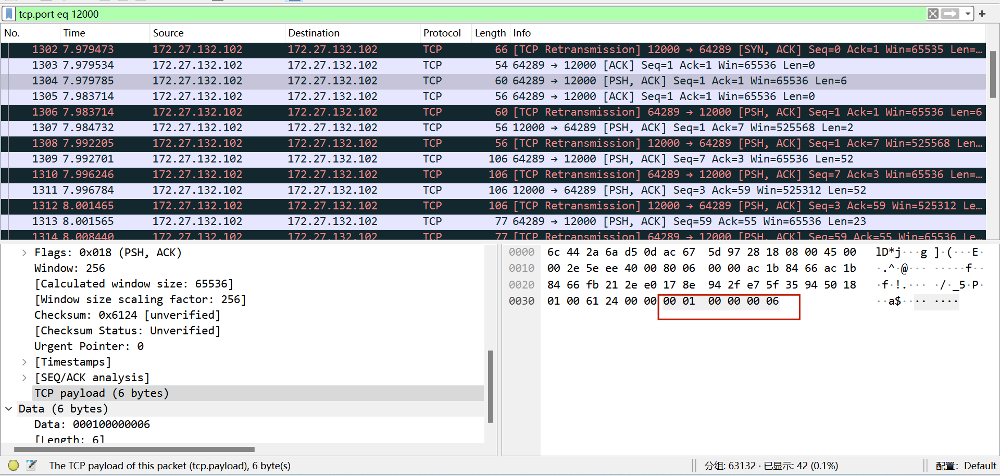 tcp.port eq 12000
No. Time Source Destination Protocol Length Info
1302 7.979473 172.27.132.102 172.27.132.102 TCP 66 [TCP Retransmission] 12000 → 64289 [SYN, ACK] Seq=0 Ack=1 Win=65535 Len=…
1303 7.979534 172.27.132.102 172.27.132.102 TCP 54 64289 → 12000 [ACK] Seq=1 Ack=1 Win=65536 Len=0
1304 7.979785 172.27.132.102 172.27.132.102 TCP 60 64289 → 12000 [PSH, ACK] Seq=1 Ack=1 Win=65536 Len=6
1305 7.983714 172.27.132.102 172.27.132.102 TCP 56 64289 → 12000 [ACK] Seq=1 Ack=1 Win=65536 Len=0
1306 7.983714 172.27.132.102 172.27.132.102 TCP 60 [TCP Retransmission] 64289 → 12000 [PSH, ACK] Seq=1 Ack=1 Win=65536 Len=6
1307 7.984732 172.27.132.102 172.27.132.102 TCP 56 12000 → 64289 [PSH, ACK] Seq=1 Ack=7 Win=525568 Len=2
1308 7.992205 172.27.132.102 172.27.132.102 TCP 56 [TCP Retransmission] 12000 → 64289 [PSH, ACK] Seq=1 Ack=7 Win=525568 Len…
1309 7.992701 172.27.132.102 172.27.132.102 TCP 106 64289 → 12000 [PSH, ACK] Seq=7 Ack=3 Win=65536 Len=52
1310 7.996246 172.27.132.102 172.27.132.102 TCP 106 [TCP Retransmission] 64289 → 12000 [PSH, ACK] Seq=7 Ack=3 Win=65536 Len=…
1311 7.996784 172.27.132.102 172.27.132.102 TCP 106 12000 → 64289 [PSH, ACK] Seq=3 Ack=59 Win=525312 Len=52
1312 8.001465 172.27.132.102 172.27.132.102 TCP 106 [TCP Retransmission] 12000 → 64289 [PSH, ACK] Seq=3 Ack=59 Win=525312 Le…
1313 8.001565 172.27.132.102 172.27.132.102 TCP 77 64289 → 12000 [PSH, ACK] Seq=59 Ack=55 Win=65536 Len=23
1314 8.008440 172.27.132.102 172.27.132.102 TCP 77 [TCP Retransmission] 64289 → 12000 [PSH, ACK] Seq=59 Ack=55 Win=65536 Le…
Flags: 0x018 (PSH, ACK)
Window: 256
[Calculated window size: 65536]
[Window size scaling factor: 256]
Checksum: 0x6124 [unverified]
[Checksum Status: Unverified]
Urgent Pointer: 0
[Timestamps]
[SEQ/ACK analysis]
TCP payload (6 bytes)
Data (6 bytes)
Data: 000100000006
[Length: 6]
0000 6c 44 2a 6a d5 0d ac 67 5d 97 28 18 08 00 45 00 lD*j···g ]·(···E·
0010 00 2e 5e ee 40 00 80 06 00 00 ac 1b 84 66 ac 1b ·.^·@··· ·····f··
0020 84 66 fb 21 2e e0 17 8e 94 2f e7 5f 35 94 50 18 ·f·!.··· ·/·_5·P·
0030 01 00 61 24 00 00 00 01 00 00 00 06 ··a$···· ····
The TCP payload of this packet (tcp.payload), 6 byte(s)
分组: 63132 · 已显示: 42 (0.1%)
配置: Default